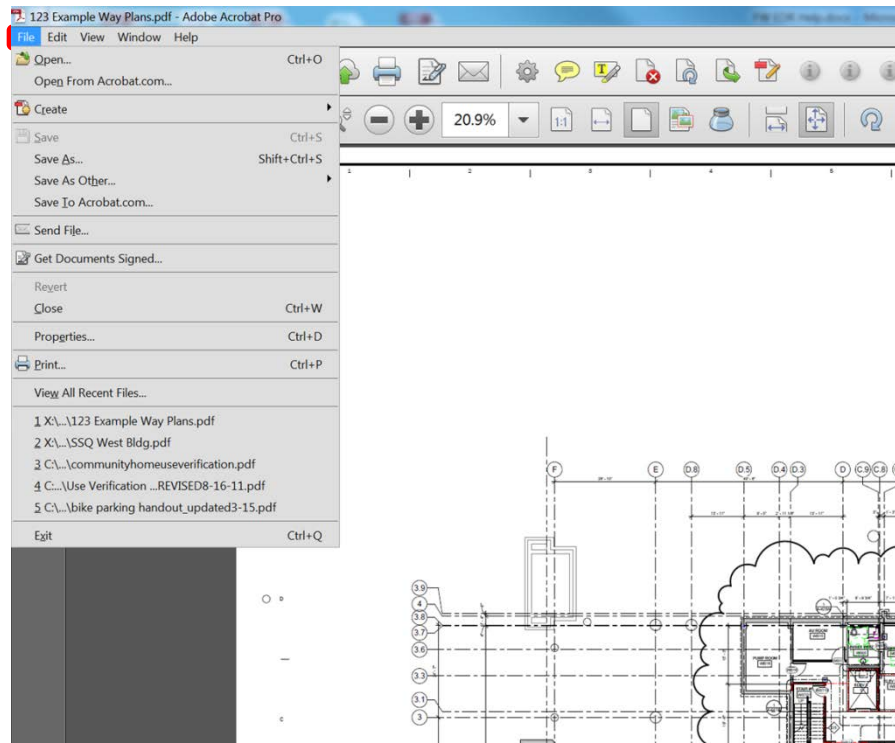 123 Example Way Plans.pdf - Adobe Acrobat Pro
File Edit View Window Help
Open... Ctrl+O
Open From Acrobat.com...
Create
Save Ctrl+S
Save As... Shift+Ctrl+S
Save As Other...
Save To Acrobat.com...
Send File...
Get Documents Signed...
Revert
Close Ctrl+W
Properties... Ctrl+D
Print... Ctrl+P
View All Recent Files...
1 X:\...\123 Example Way Plans.pdf
2 X:\...\SSQ West Bldg.pdf
3 C:\...\communityhomeuseverification.pdf
4 C:...\Use Verification ...REVISED8-16-11.pdf
5 C:\...\bike parking handout_updated3-15.pdf
Exit Ctrl+Q
20.9% 1:1
1 2 3 4 5
F E D.8 D.5 D.4 D.3 D C.9 C.8
D
3.9
4
3.8
3.7
3.6
3.3
3.1
C
3